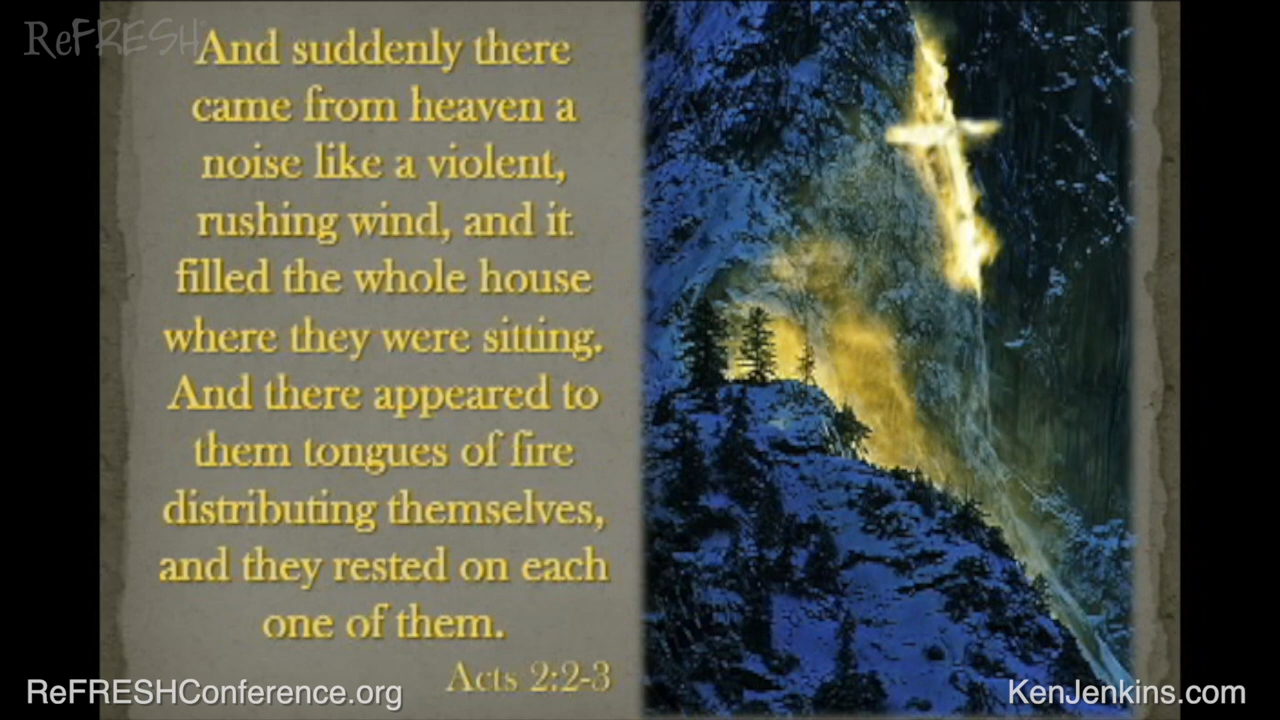 ReFRESH
And suddenly there
came from heaven a
noise like a violent,
rushing wind, and it
filled the whole house
where they were sitting.
And there appeared to
them tongues of fire
distributing themselves,
and they rested on each
one of them.
Acts 2:2-3
ReFRESHConference.org
KenJenkins.com